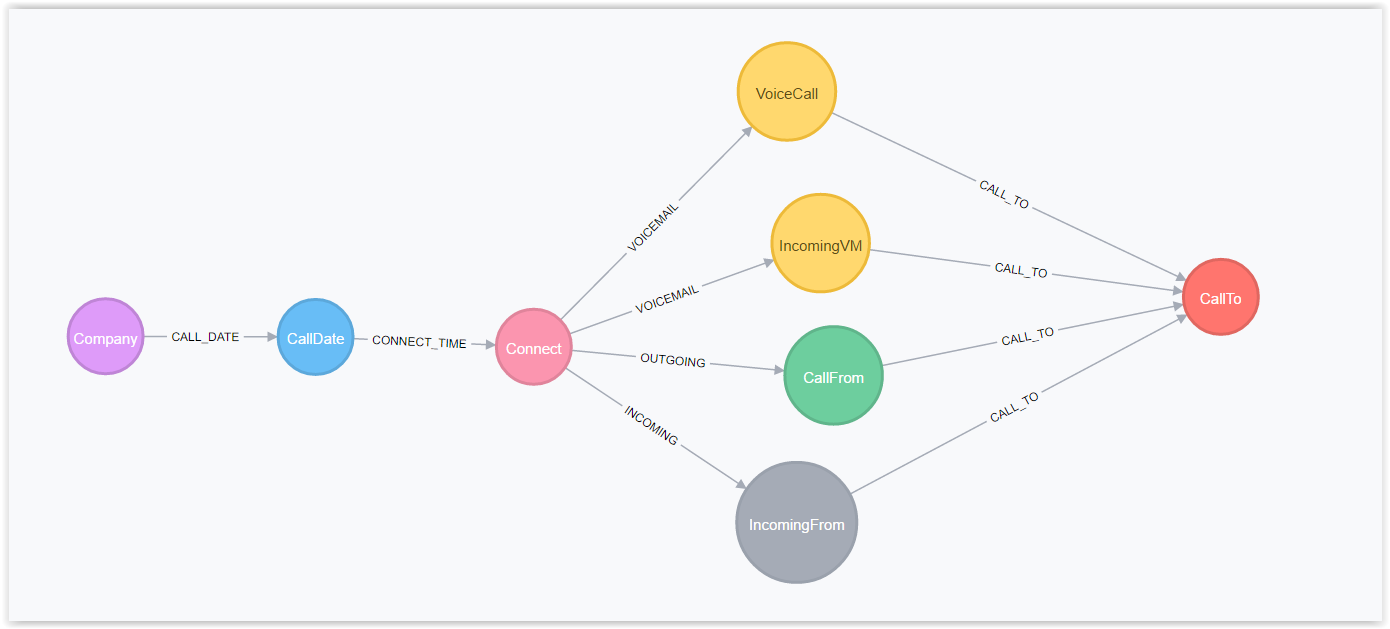 VoiceCall
CALL_TO
VOICEMAIL
IncomingVM
CALL_TO
VOICEMAIL
CallTo
Company
CALL_DATE
CallDate
CONNECT_TIME
Connect
OUTGOING
CallFrom
CALL_TO
INCOMING
CALL_TO
IncomingFrom